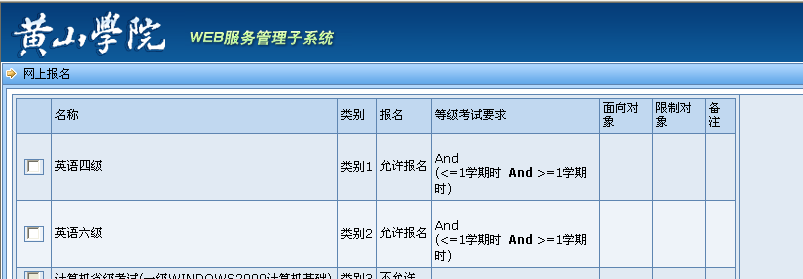 黄山學院 WEB服务管理子系统
网上报名
名称 类别 报名 等级考试要求 面向对象 限制对象 备注
英语四级 类别1 允许报名 And
(<=1学期时 And >=1学期时)
英语六级 类别2 允许报名 And
(<=1学期时 And >=1学期时)
计算机省级考试(一级WINDOWS2000计算机基础) 类别3 不允许